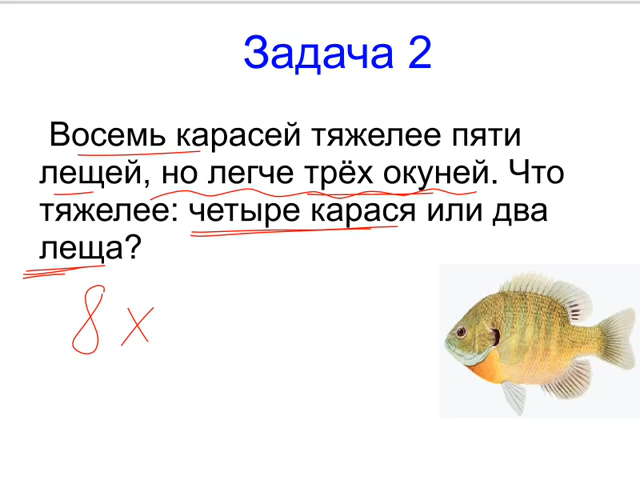 Задача 2
Восемь карасей тяжелее пяти
лещей, но легче трёх окуней. Что
тяжелее: четыре карася или два
леща?
8 x